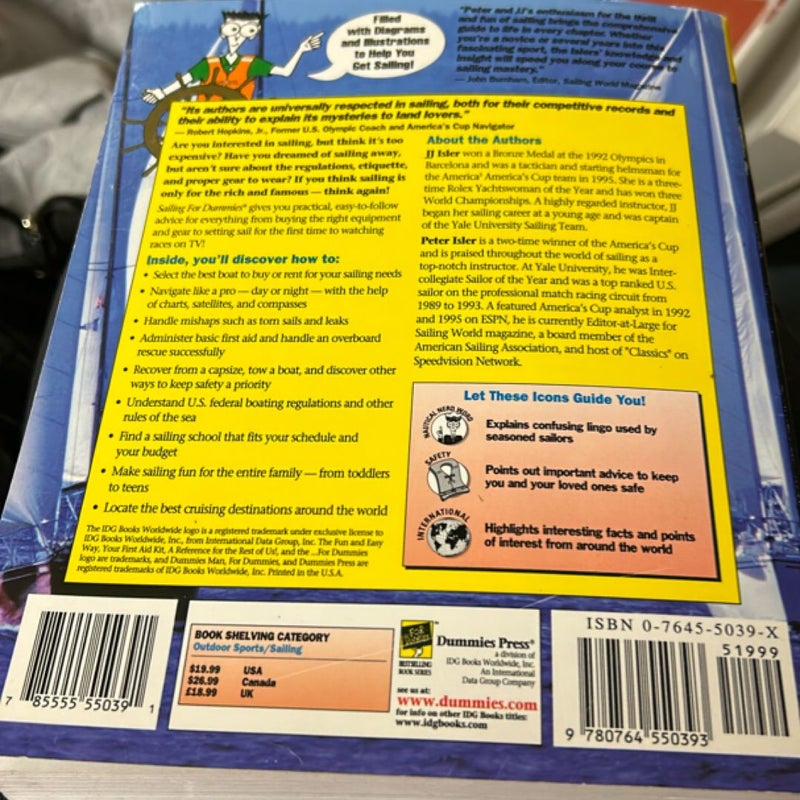 Filled
with Diagrams
and Illustrations
to Help You
Get Sailing!
"Peter and JJ's enthusiasm for the thrill
and fun of sailing brings the comprehensive
guide to life in every chapter. Whether
you're a novice or several years into this
fascinating sport, the Islers' knowledge and
insight will speed you along your course to
sailing mastery."
— John Burnham, Editor, Sailing World Magazine
"Its authors are universally respected in sailing, both for their competitive records and
their ability to explain its mysteries to land lovers."
— Robert Hopkins, Jr., Former U.S. Olympic Coach and America's Cup Navigator
Are you interested in sailing, but think it's too
expensive? Have you dreamed of sailing away,
but aren't sure about the regulations, etiquette,
and proper gear to wear? If you think sailing is
only for the rich and famous — think again!
Sailing For Dummies® gives you practical, easy-to-follow
advice for everything from buying the right equipment
and gear to setting sail for the first time to watching
races on TV!
Inside, you'll discover how to:
• Select the best boat to buy or rent for your sailing needs
• Navigate like a pro — day or night — with the help
of charts, satellites, and compasses
• Handle mishaps such as torn sails and leaks
• Administer basic first aid and handle an overboard
rescue successfully
• Recover from a capsize, tow a boat, and discover other
ways to keep safety a priority
• Understand U.S. federal boating regulations and other
rules of the sea
• Find a sailing school that fits your schedule and
your budget
• Make sailing fun for the entire family — from toddlers
to teens
• Locate the best cruising destinations around the world
The IDG Books Worldwide logo is a registered trademark under exclusive license to
IDG Books Worldwide, Inc., from International Data Group, Inc. The Fun and Easy
Way, Your First Aid Kit, A Reference for the Rest of Us!, and the ...For Dummies
logo are trademarks, and Dummies Man, For Dummies, and Dummies Press are
registered trademarks of IDG Books Worldwide, Inc. Printed in the U.S.A.
About the Authors
JJ Isler won a Bronze Medal at the 1992 Olympics in
Barcelona and was a tactician and starting helmsman for
the America³ America's Cup team in 1995. She is a three-
time Rolex Yachtswoman of the Year and has won three
World Championships. A highly regarded instructor, JJ
began her sailing career at a young age and was captain
of the Yale University Sailing Team.
Peter Isler is a two-time winner of the America's Cup
and is praised throughout the world of sailing as a
top-notch instructor. At Yale University, he was Inter-
collegiate Sailor of the Year and was a top ranked U.S.
sailor on the professional match racing circuit from
1989 to 1993. A featured America's Cup analyst in 1992
and 1995 on ESPN, he is currently Editor-at-Large for
Sailing World magazine, a board member of the
American Sailing Association, and host of "Classics" on
Speedvision Network.
Let These Icons Guide You!
NAUTICAL NERD WORD
Explains confusing lingo used by
seasoned sailors
SAFETY
Points out important advice to keep
you and your loved ones safe
INTERNATIONAL
Highlights interesting facts and points
of interest from around the world
7 85555 55039 1
BOOK SHELVING CATEGORY
Outdoor Sports/Sailing
$19.99 USA
$26.99 Canada
£18.99 UK
FOR DUMMIES
BESTSELLING
BOOK SERIES
Dummies Press®
a division of
IDG Books Worldwide, Inc.
An International
Data Group Company
see us at:
www.dummies.com
for info on other IDG Books titles:
www.idgbooks.com
ISBN 0-7645-5039-X
51999
9 780764 550393